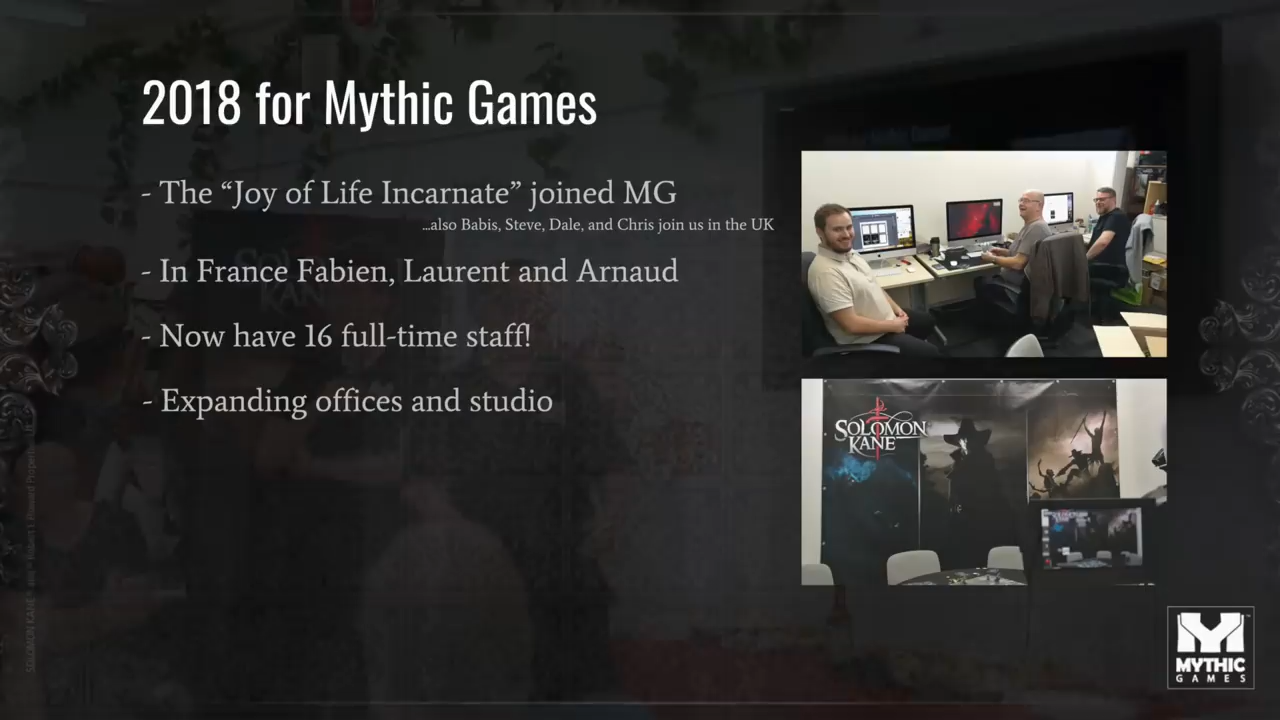 2018 for Mythic Games
- The “Joy of Life Incarnate” joined MG
...also Babis, Steve, Dale, and Chris join us in the UK
- In France Fabien, Laurent and Arnaud
- Now have 16 full-time staff!
- Expanding offices and studio
SOLOMON
KANE
MYTHIC
GAMES